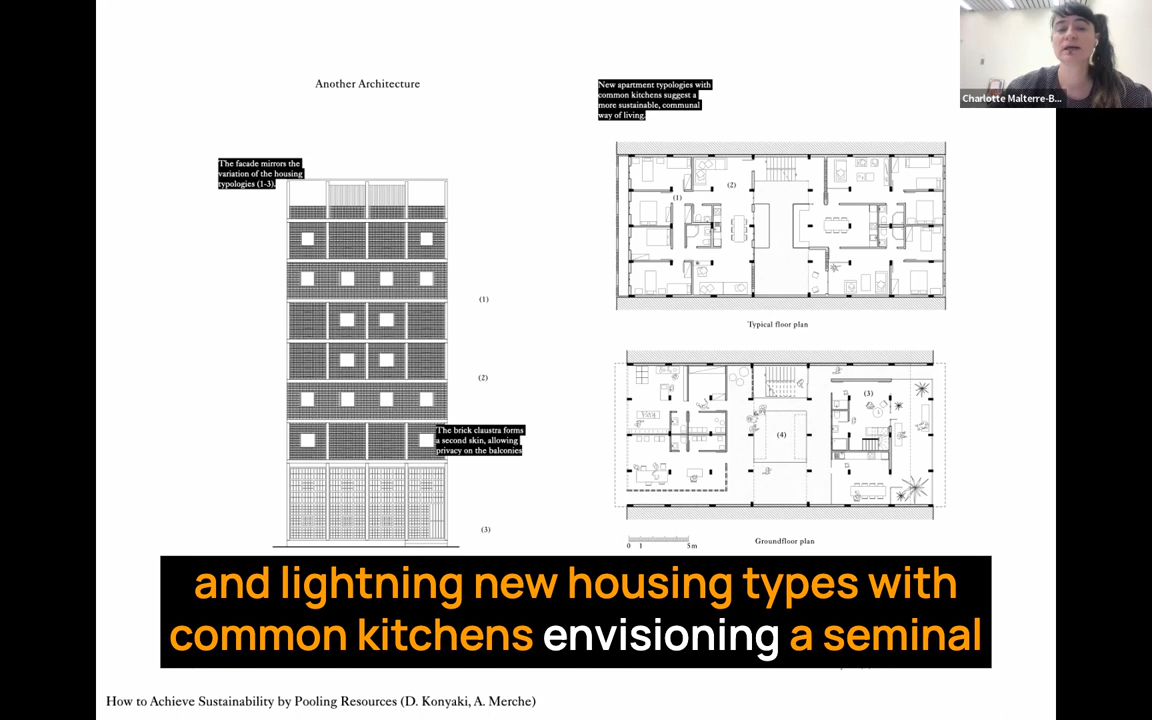 Another Architecture
New apartment typologies with
common kitchens suggest a
more sustainable, communal
way of living.
Charlotte Malterre-B...
The facade mirrors the
variation of the housing
typologies (1-3).
(1)
(2)
The brick claustra forms
a second skin, allowing
privacy on the balconies
(3)
(1)
(2)
Typical floor plan
(3)
(4)
0 1 5m
Groundfloor plan
and lightning new housing types with
common kitchens envisioning a seminal
How to Achieve Sustainability by Pooling Resources (D. Konyaki, A. Merche)